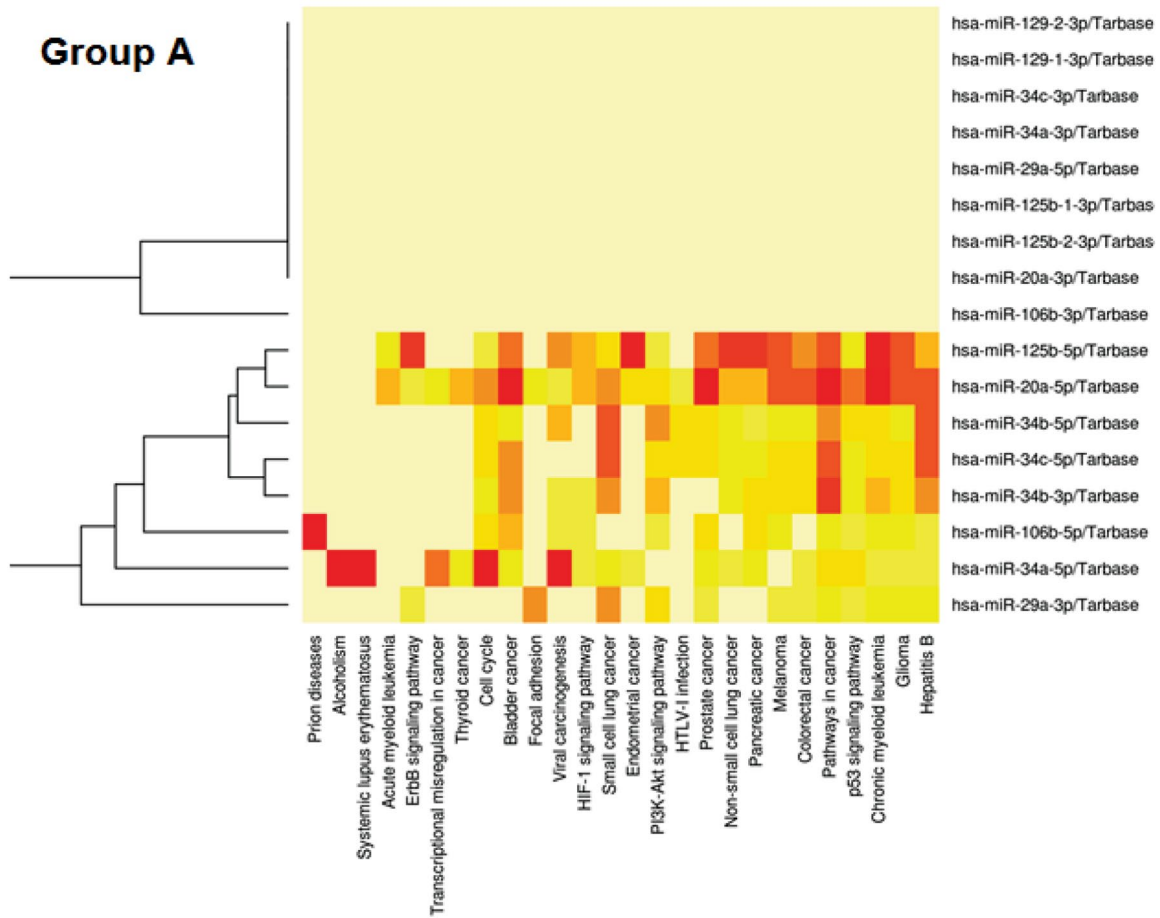 Group A
hsa-miR-129-2-3p/Tarbase
hsa-miR-129-1-3p/Tarbase
hsa-miR-34c-3p/Tarbase
hsa-miR-34a-3p/Tarbase
hsa-miR-29a-5p/Tarbase
hsa-miR-125b-1-3p/Tarbas
hsa-miR-125b-2-3p/Tarbas
hsa-miR-20a-3p/Tarbase
hsa-miR-106b-3p/Tarbase
hsa-miR-125b-5p/Tarbase
hsa-miR-20a-5p/Tarbase
hsa-miR-34b-5p/Tarbase
hsa-miR-34c-5p/Tarbase
hsa-miR-34b-3p/Tarbase
hsa-miR-106b-5p/Tarbase
hsa-miR-34a-5p/Tarbase
hsa-miR-29a-3p/Tarbase
Prion diseases
Alcoholism
Systemic lupus erythematosus
Acute myeloid leukemia
ErbB signaling pathway
Transcriptional misregulation in cancer
Thyroid cancer
Cell cycle
Bladder cancer
Focal adhesion
Viral carcinogenesis
HIF-1 signaling pathway
Small cell lung cancer
Endometrial cancer
PI3K-Akt signaling pathway
HTLV-I infection
Prostate cancer
Non-small cell lung cancer
Pancreatic cancer
Melanoma
Colorectal cancer
Pathways in cancer
p53 signaling pathway
Chronic myeloid leukemia
Glioma
Hepatitis B